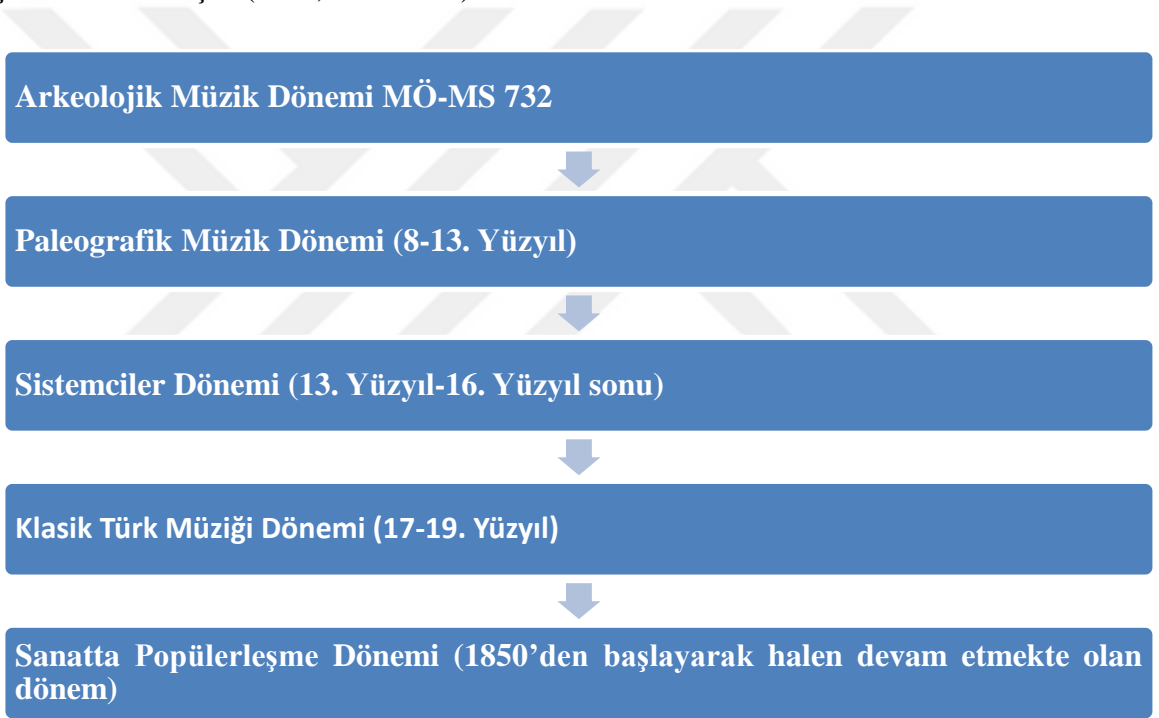 Arkeolojik Müzik Dönemi MÖ-MS 732
Paleografik Müzik Dönemi (8-13. Yüzyıl)
Sistemciler Dönemi (13. Yüzyıl-16. Yüzyıl sonu)
Klasik Türk Müziği Dönemi (17-19. Yüzyıl)
Sanatta Popülerleşme Dönemi (1850’den başlayarak halen devam etmekte olan
dönem)